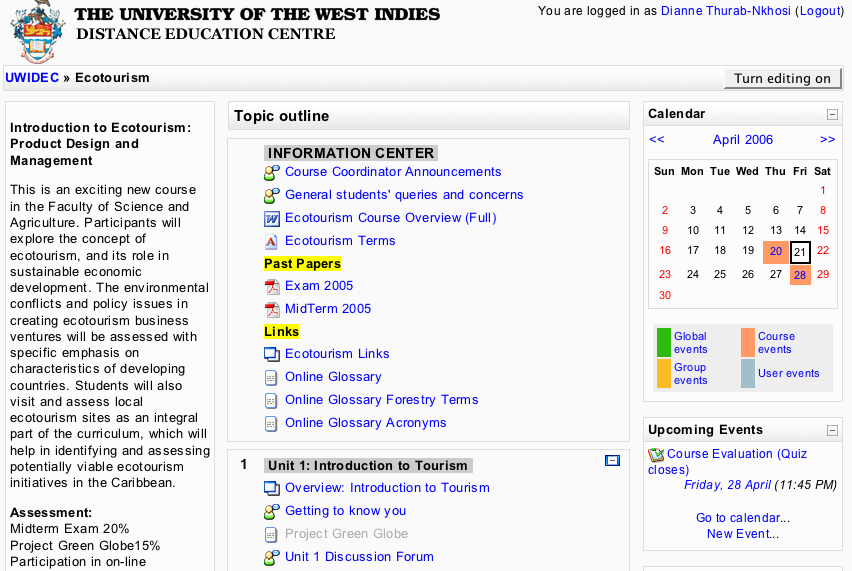 THE UNIVERSITY OF THE WEST INDIES
DISTANCE EDUCATION CENTRE
You are logged in as Dianne Thurab-Nkhosi (Logout)
UWIDEC » Ecotourism
Turn editing on
Introduction to Ecotourism:
Product Design and
Management
This is an exciting new course
in the Faculty of Science and
Agriculture. Participants will
explore the concept of
ecotourism, and its role in
sustainable economic
development. The environmental
conflicts and policy issues in
creating ecotourism business
ventures will be assessed with
specific emphasis on
characteristics of developing
countries. Students will also
visit and assess local
ecotourism sites as an integral
part of the curriculum, which will
help in identifying and assessing
potentially viable ecotourism
initiatives in the Caribbean.
Assessment:
Midterm Exam 20%
Project Green Globe15%
Participation in on-line
Topic outline
INFORMATION CENTER
Course Coordinator Announcements
General students' queries and concerns
Ecotourism Course Overview (Full)
Ecotourism Terms
Past Papers
Exam 2005
MidTerm 2005
Links
Ecotourism Links
Online Glossary
Online Glossary Forestry Terms
Online Glossary Acronyms
1 Unit 1: Introduction to Tourism
Overview: Introduction to Tourism
Getting to know you
Project Green Globe
Unit 1 Discussion Forum
Calendar
<< April 2006 >>
Sun Mon Tue Wed Thu Fri Sat
1
2 3 4 5 6 7 8
9 10 11 12 13 14 15
16 17 18 19 20 21 22
23 24 25 26 27 28 29
30
Global events
Course events
Group events
User events
Upcoming Events
Course Evaluation (Quiz
closes)
Friday, 28 April (11:45 PM)
Go to calendar...
New Event...